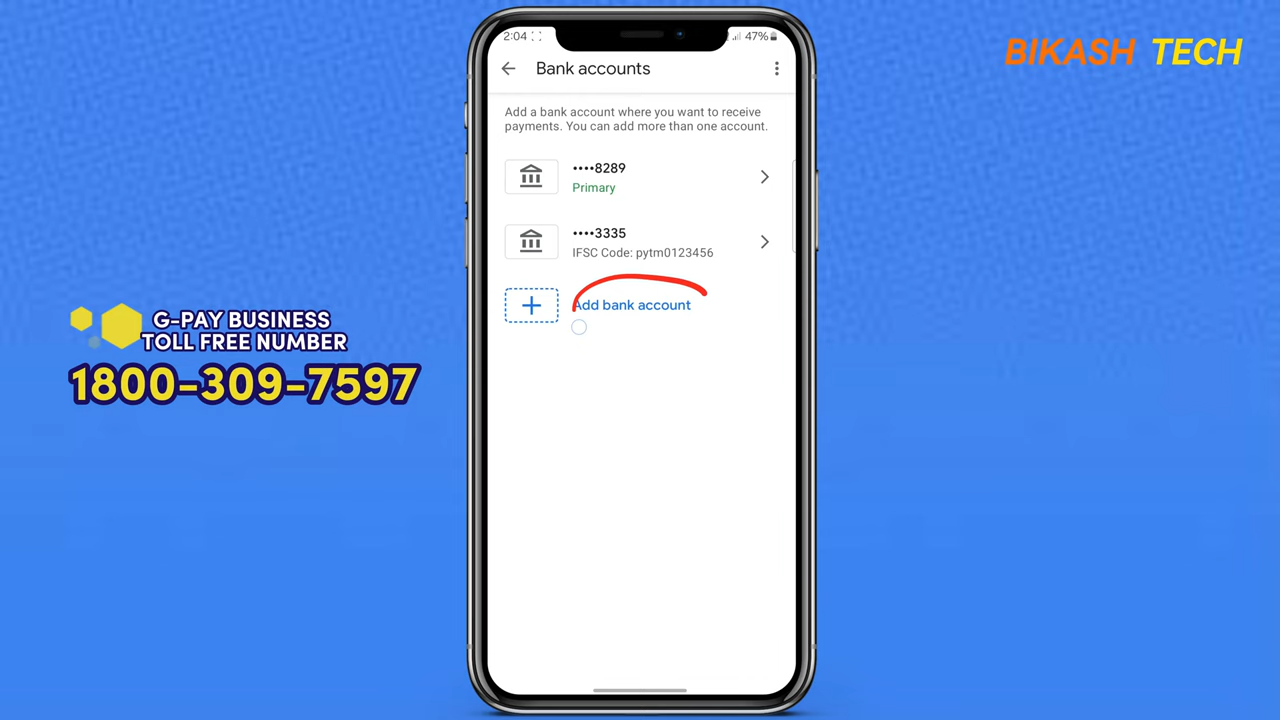 2:04
47%
BIKASH TECH
Bank accounts
Add a bank account where you want to receive
payments. You can add more than one account.
••••8289
Primary
••••3335
IFSC Code: pytm0123456
Add bank account
G-PAY BUSINESS
TOLL FREE NUMBER
1800-309-7597